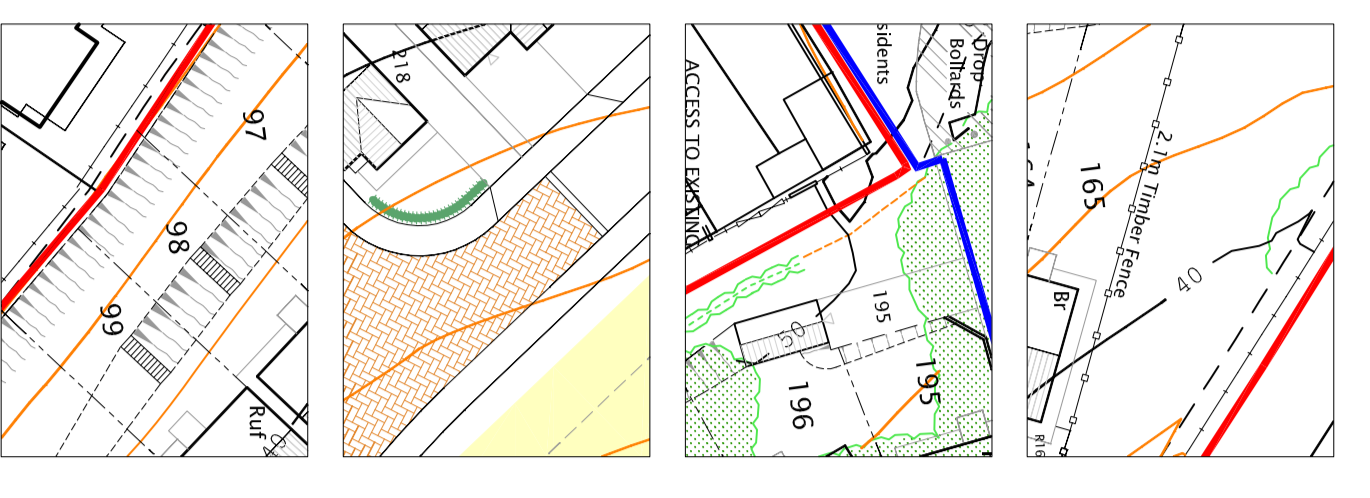 97
98
99
Ruf
218
ACCESS TO EXISTING
sidents
Drop
Bollards
195
50
195
196
165
2.1m Timber Fence
40
Br